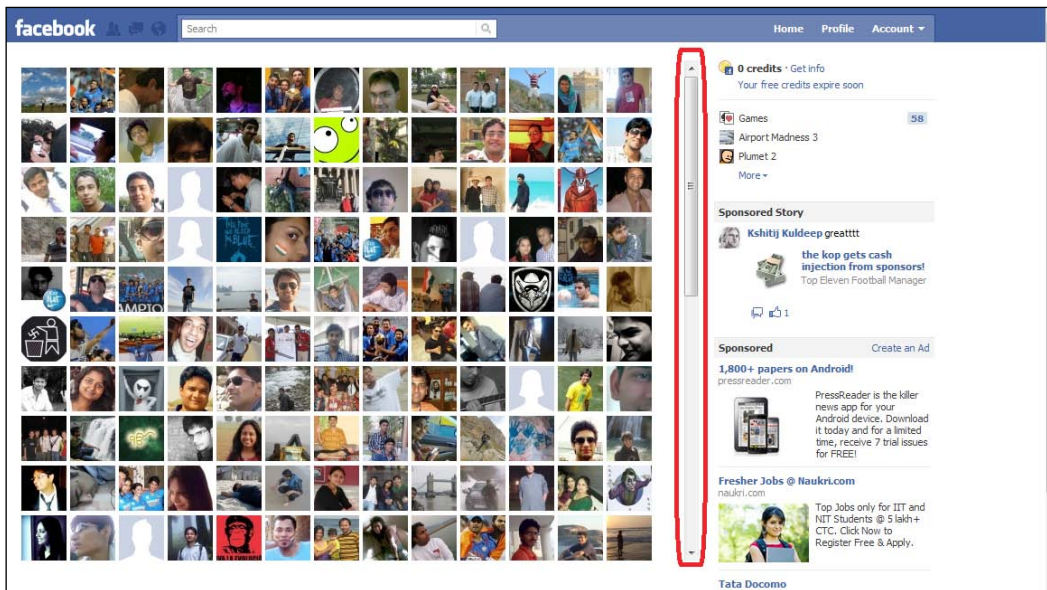 facebook
Search
Home Profile Account
0 credits · Get info
Your free credits expire soon
Games 58
Airport Madness 3
Plumet 2
More
Sponsored Story
Kshitij Kuldeep greatttt
the kop gets cash
injection from sponsors!
Top Eleven Football Manager
1
Sponsored Create an Ad
1,800+ papers on Android!
pressreader.com
PressReader is the killer
news app for your
Android device. Download
it today and for a limited
time, receive 7 trial issues
for FREE!
Fresher Jobs @ Naukri.com
naukri.com
Top Jobs only for IIT and
NIT Students @ 5 lakh+
CTC. Click Now to
Register Free & Apply.
Tata Docomo